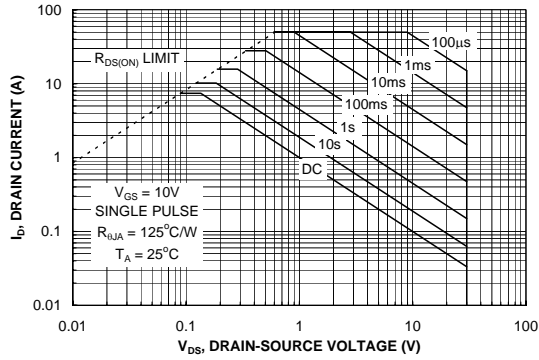 100
10
1
0.1
0.01
I_D, DRAIN CURRENT (A)
R_DS(ON) LIMIT
100µs
1ms
10ms
100ms
1s
10s
DC
V_GS = 10V
SINGLE PULSE
R_θJA = 125°C/W
T_A = 25°C
0.01
0.1
1
10
100
V_DS, DRAIN-SOURCE VOLTAGE (V)